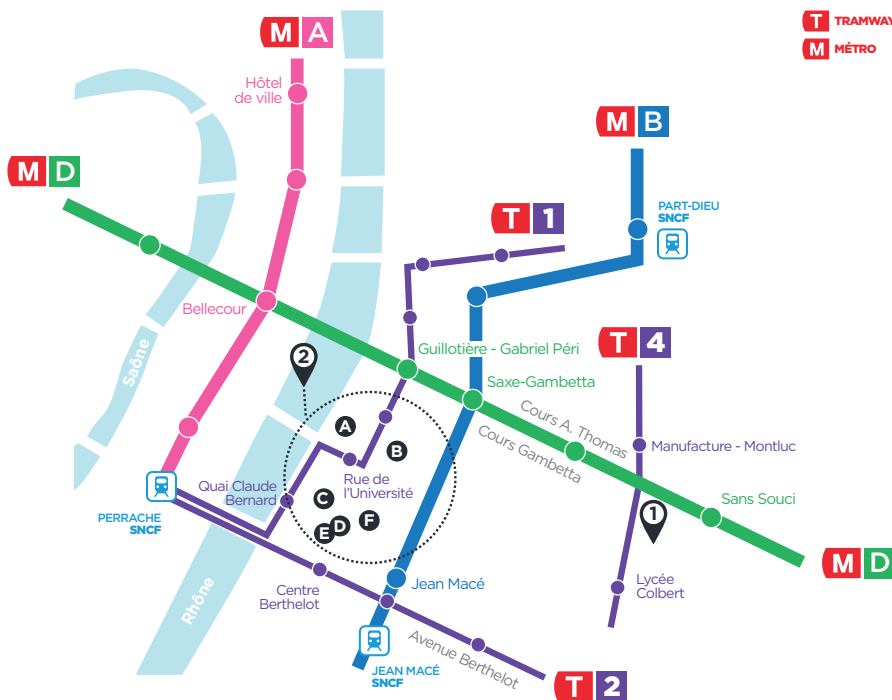 T TRAMWAY
M MÉTRO
M A
Hôtel
de ville
M B
M D
T 1
PART-DIEU
SNCF
Bellecour
Saône
Guillotière - Gabriel Péri
T 4
2
Saxe-Gambetta
Cours A. Thomas
Cours Gambetta
A
B
Manufacture - Montluc
Quai Claude
Bernard
Rue de
l'Université
C
D
E
F
Sans Souci
1
PERRACHE
SNCF
Rhône
Centre
Berthelot
Jean Macé
Lycée
Colbert
M D
Avenue Berthelot
JEAN MACÉ
SNCF
T 2